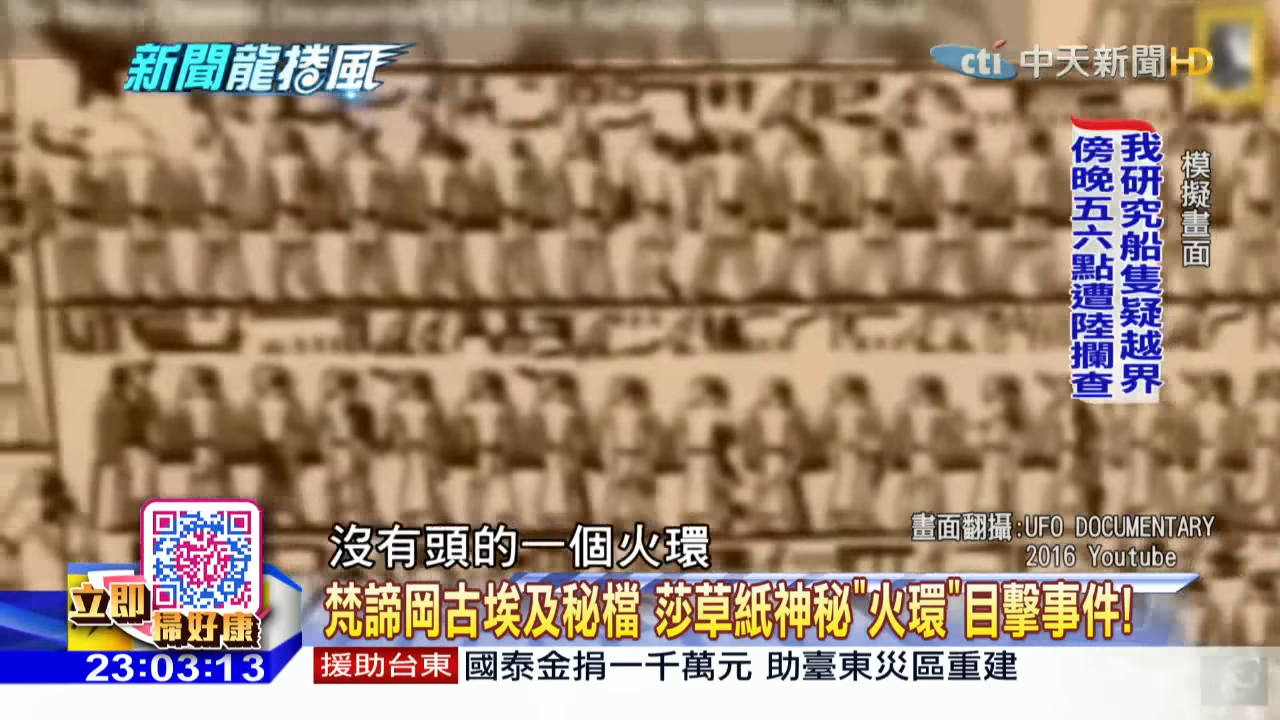 新聞龍捲風
cti 中天新聞HD
模擬畫面
我研究船隻疑越界
傍晚五六點遭陸攔查
畫面翻攝:UFO DOCUMENTARY
2016 Youtube
沒有頭的一個火環
梵諦岡古埃及秘檔 莎草紙神秘"火環"目擊事件!
立即
掃好康
23:03:13
援助台東 國泰金捐一千萬元 助臺東災區重建